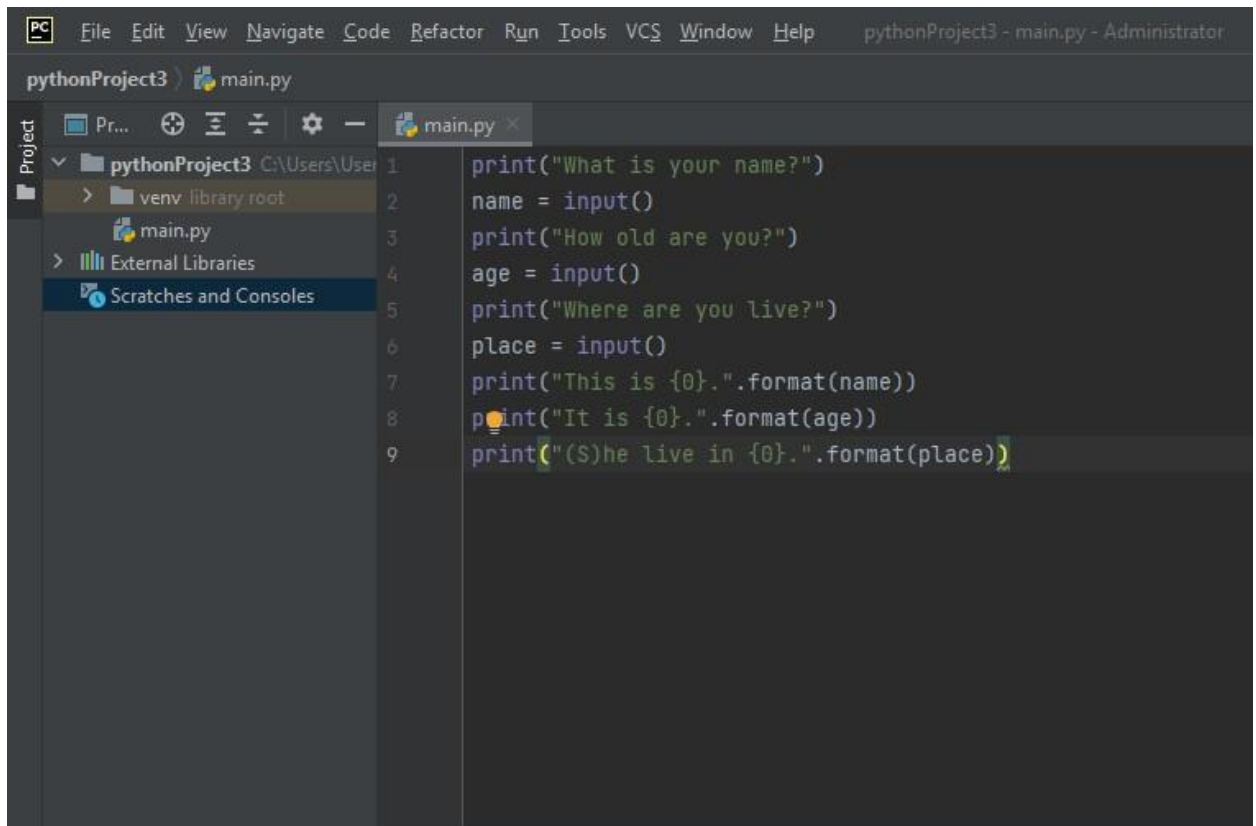 PC File Edit View Navigate Code Refactor Run Tools VCS Window Help pythonProject3 - main.py - Administrator
pythonProject3 main.py
Project
Pr... main.py
pythonProject3 C:\Users\User
venv library root
main.py
External Libraries
Scratches and Consoles
1 print("What is your name?")
2 name = input()
3 print("How old are you?")
4 age = input()
5 print("Where are you live?")
6 place = input()
7 print("This is {0}.".format(name))
8 print("It is {0}.".format(age))
9 print("(S)he live in {0}.".format(place))